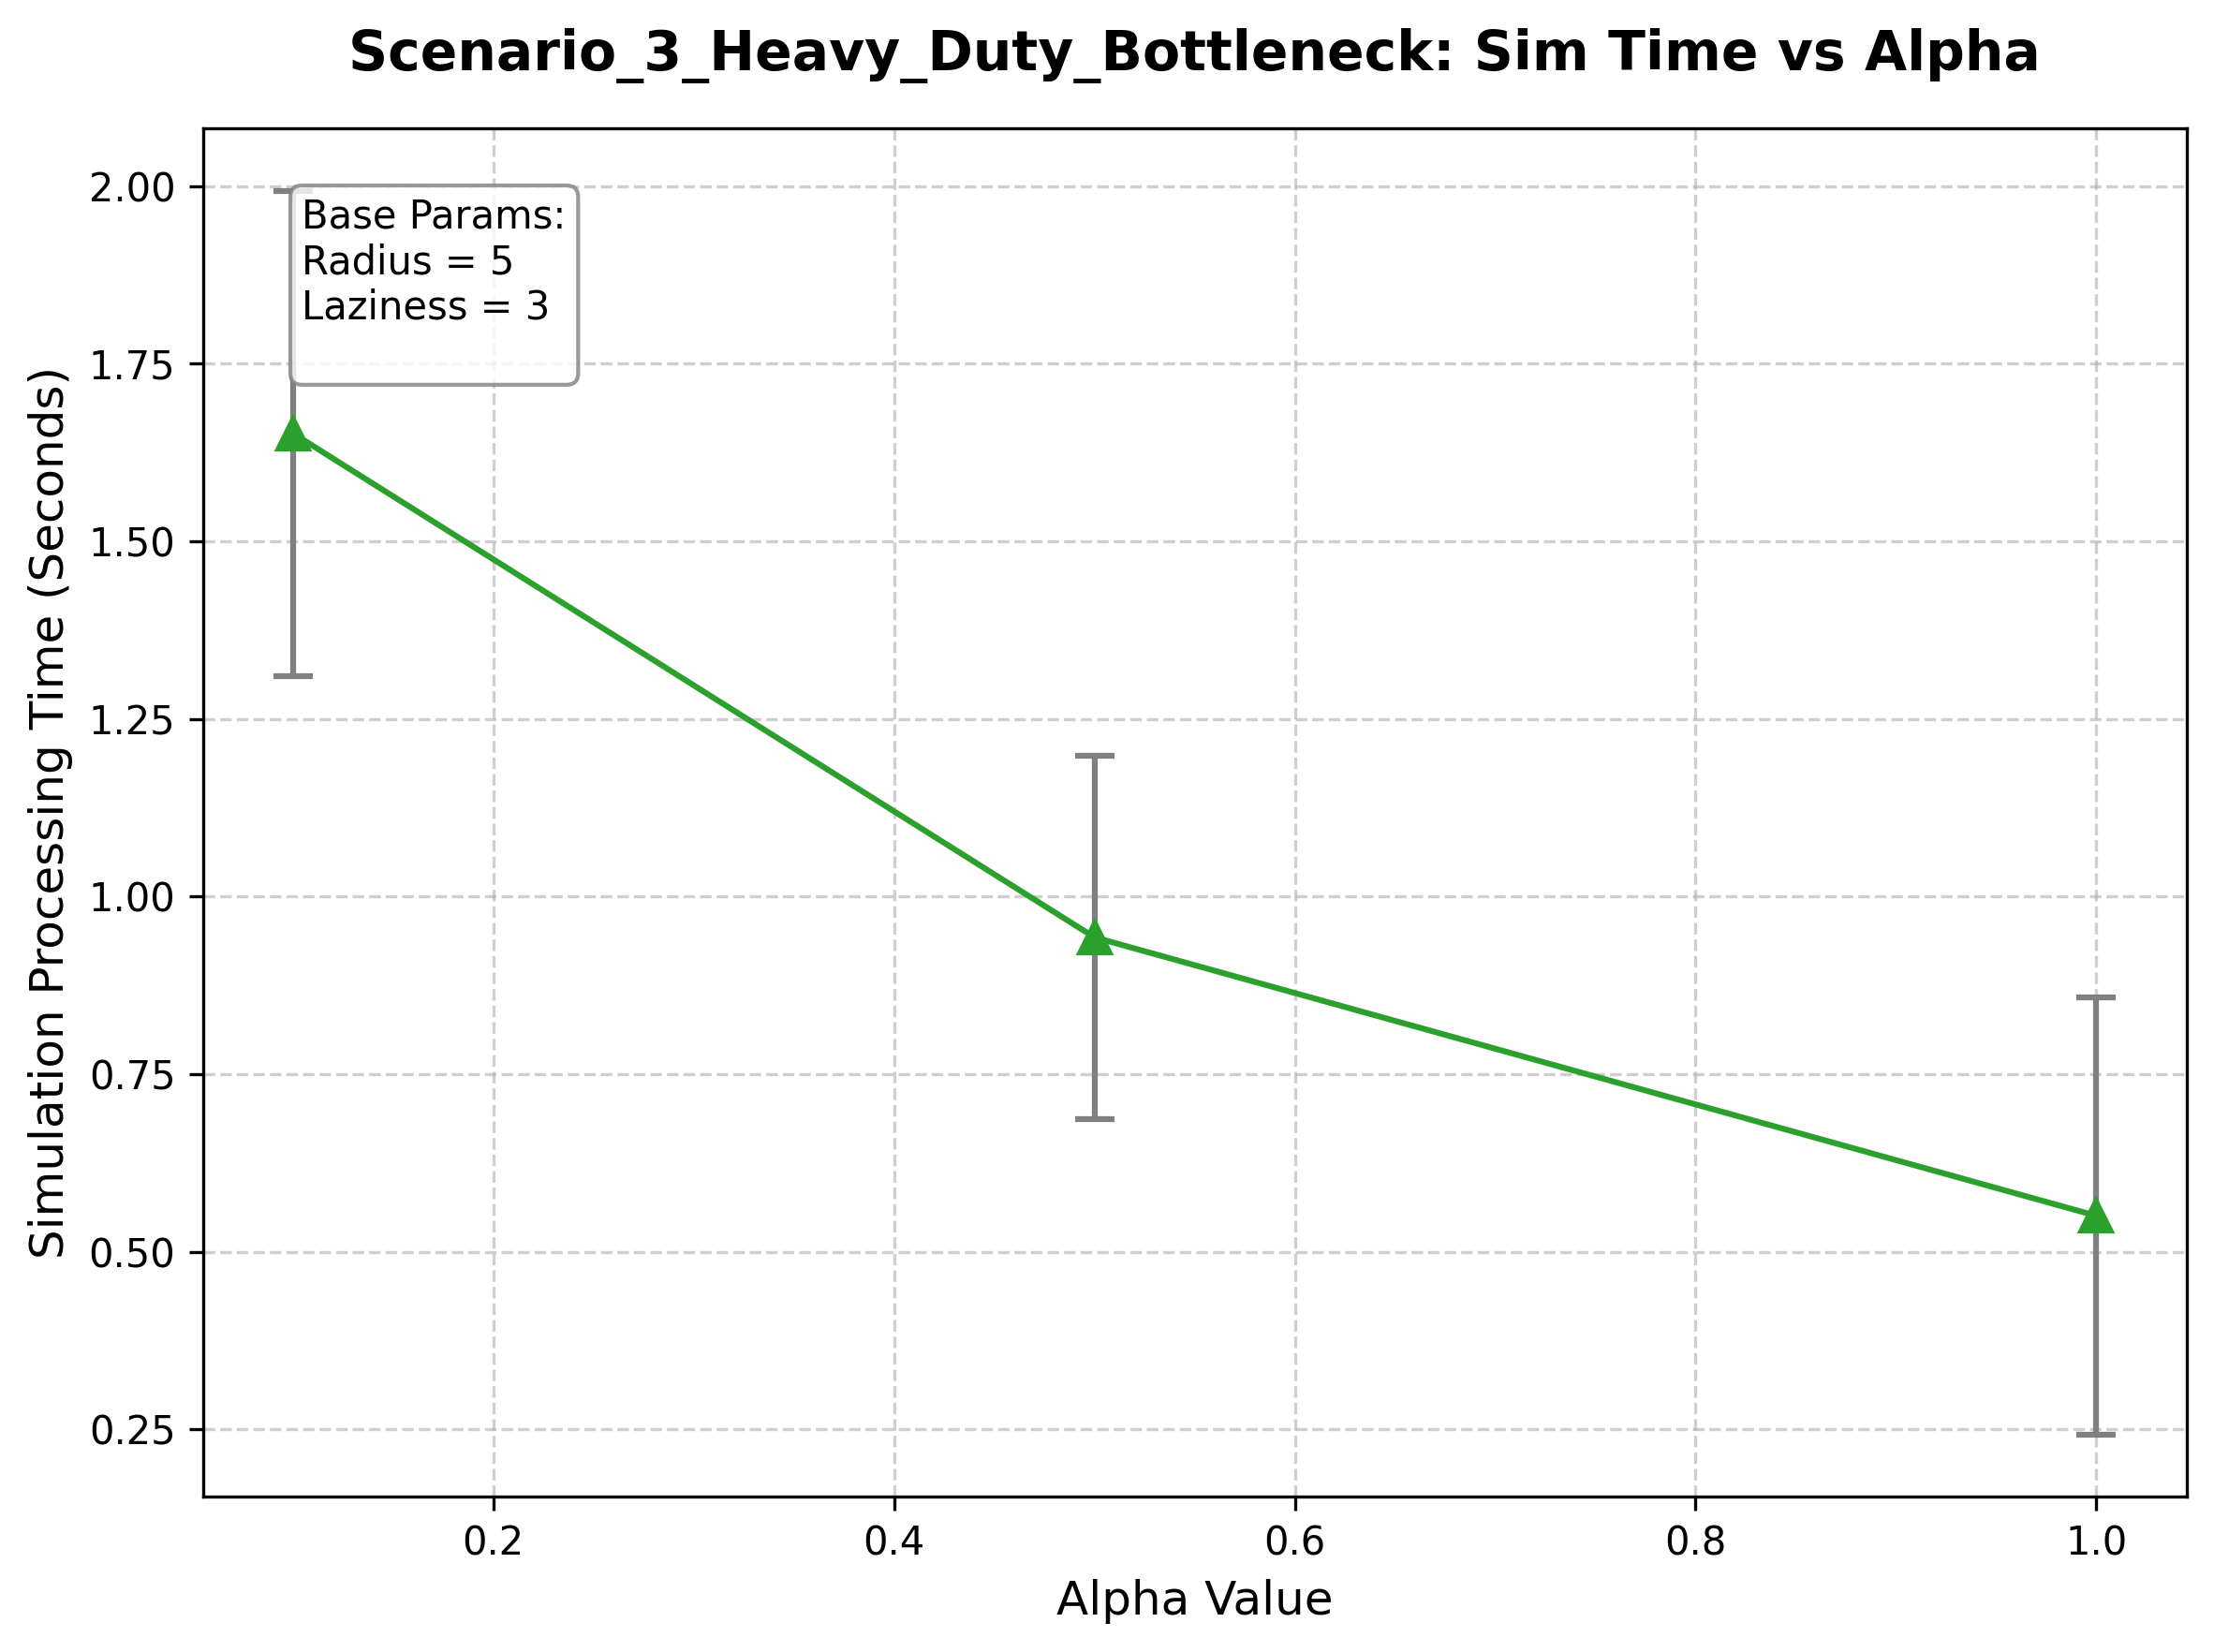 Scenario_3_Heavy_Duty_Bottleneck: Sim Time vs Alpha
Simulation Processing Time (Seconds)
2.00
1.75
1.50
1.25
1.00
0.75
0.50
0.25
Base Params:
Radius = 5
Laziness = 3
0.2
0.4
0.6
0.8
1.0
Alpha Value